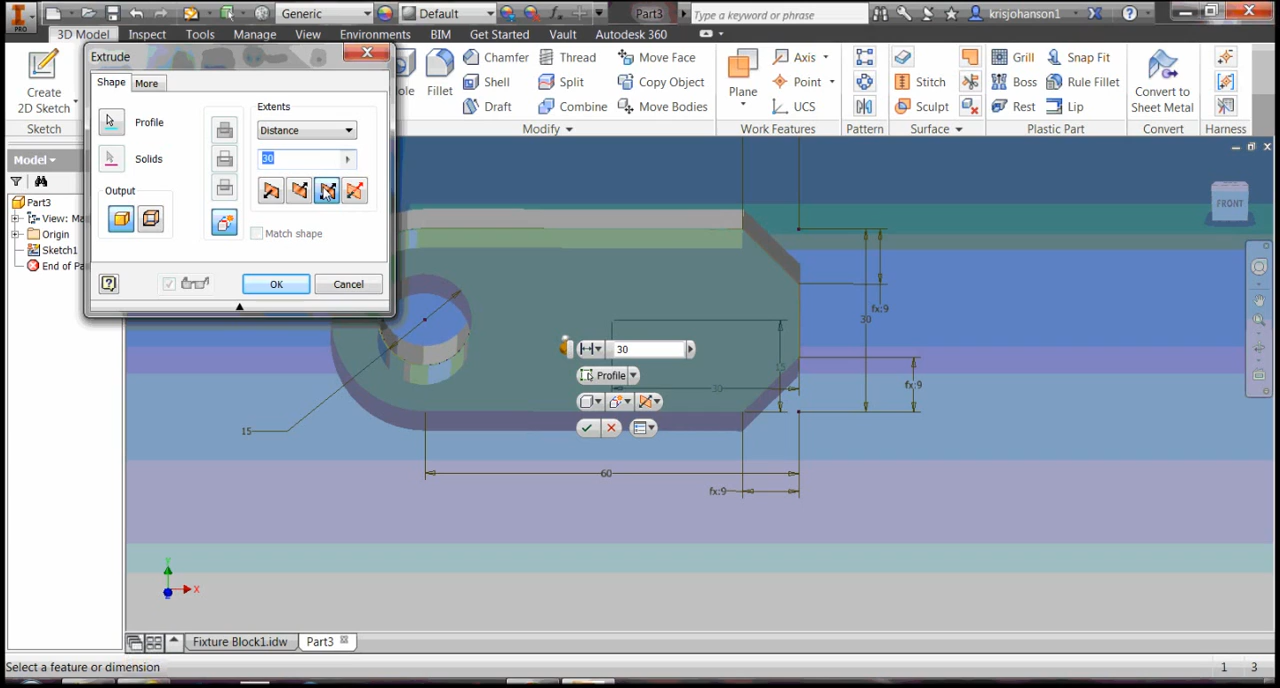 PRO
Generic
Default
Part3
Type a keyword or phrase
krisjohanson1
3D Model Inspect Tools Manage View Environments BIM Get Started Vault Autodesk 360
Create
2D Sketch
Sketch
ole
Fillet
Chamfer
Thread
Move Face
Shell
Split
Copy Object
Draft
Combine
Move Bodies
Modify
Plane
Axis
Point
UCS
Work Features
Pattern
Stitch
Sculpt
Surface
Grill
Snap Fit
Boss
Rule Fillet
Rest
Lip
Plastic Part
Convert to
Sheet Metal
Convert
Harness
Extrude
Shape
More
Profile
Solids
Output
Extents
Distance
30
Match shape
OK
Cancel
Model
Part3
View: Ma
Origin
Sketch1
End of Pa
FRONT
15
30
Profile
15
30
30
fx:9
fx:9
60
fx:9
Y
X
Fixture Block1.idw
Part3
Select a feature or dimension
1
3